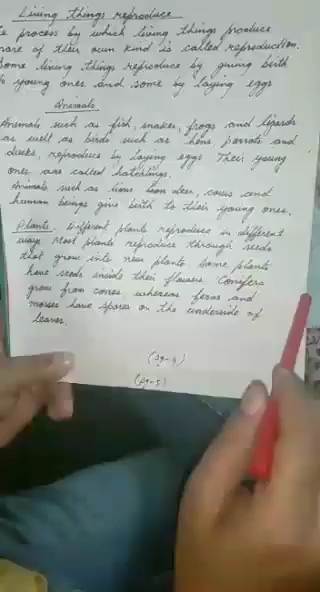 Living things reproduce
e process by which living things produce
more of their own kind is called reproduction.
Some living things reproduce by giving birth
to young ones and some by laying eggs
Animals
Animals such as fish, snakes, frogs and lizards
as well as birds such as hens parrots and
ducks, reproduce by laying eggs Their young
ones are called hatchlings.
Animals such as lions deer, cows and
human beings give birth to their young ones.
Plants. Different plants reproduce in different
ways Most plants reproduce through seeds
that grow into new plants Some plants
have seeds inside their flowers. Conifers
grow from cones whereas ferns and
mosses have spores on the underside of
leaves.
(Pg-4)
(Pg-5)